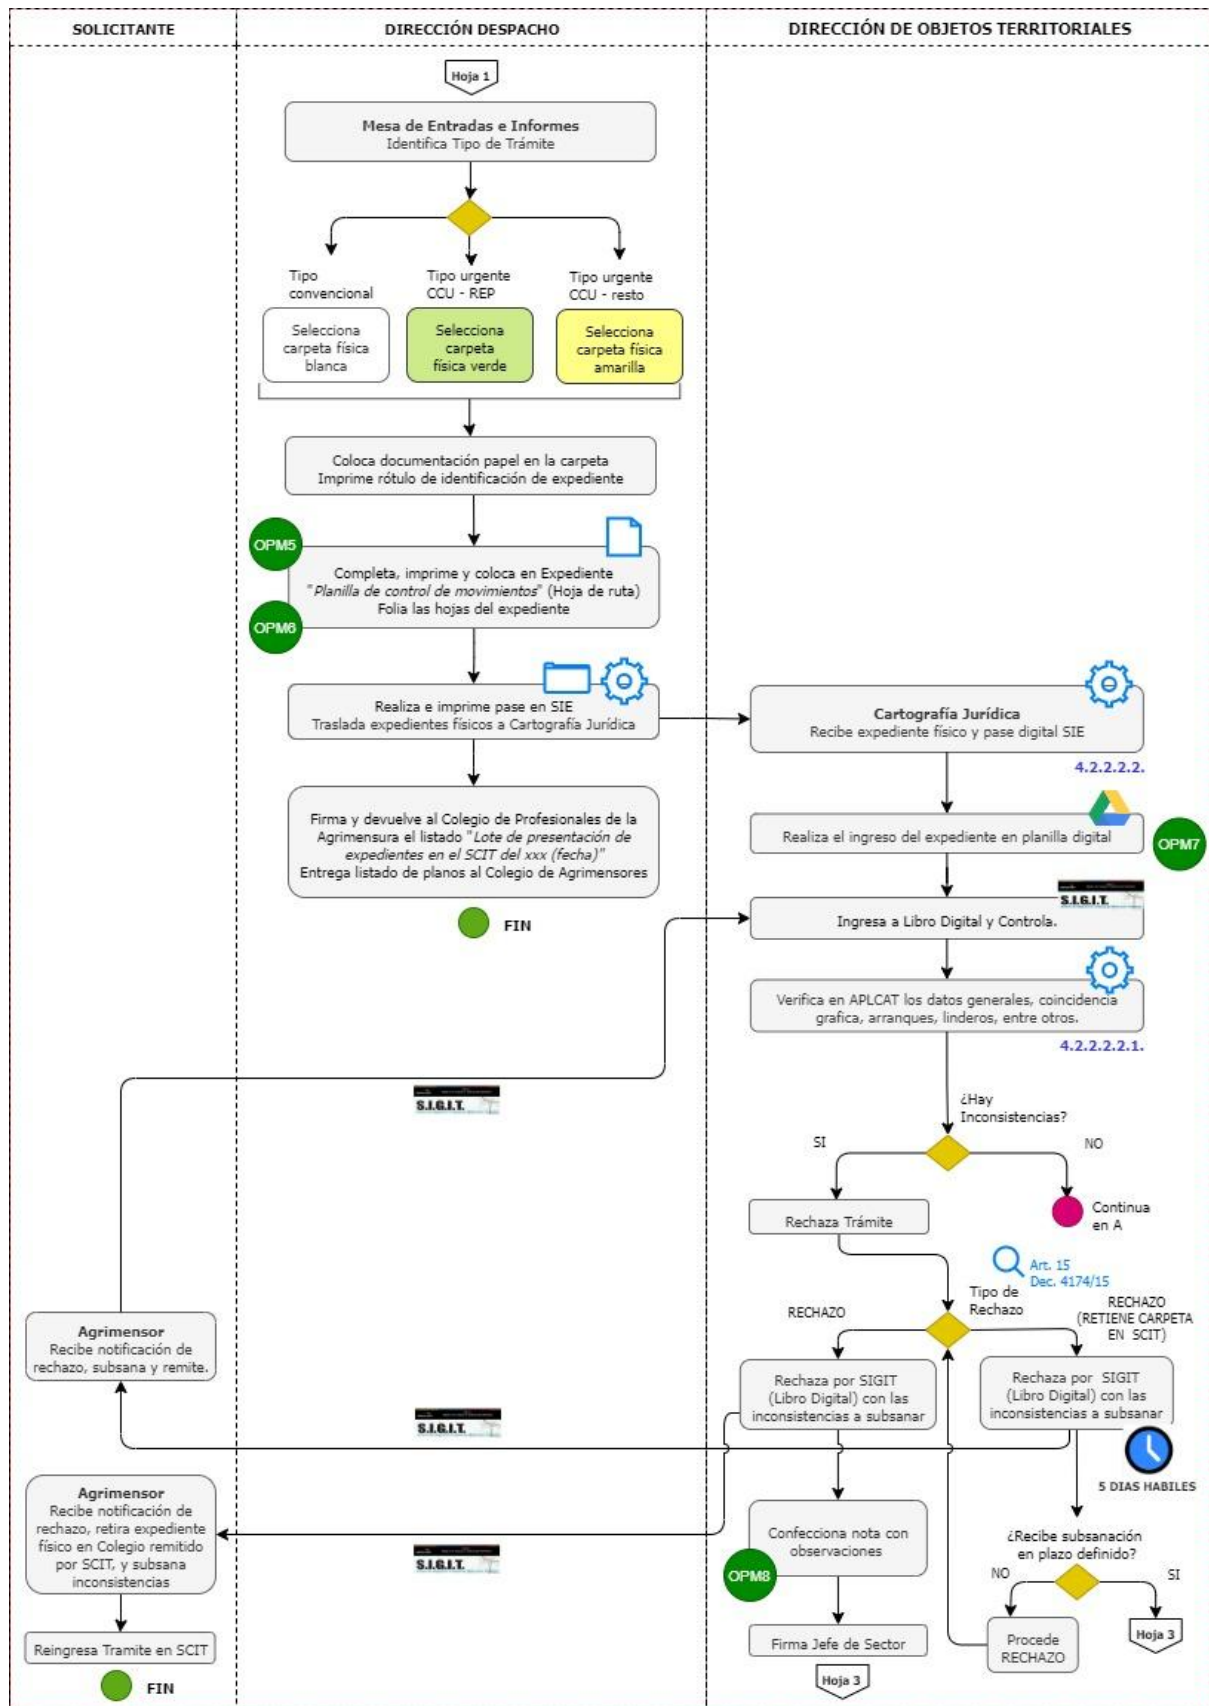 SOLICITANTE
DIRECCIÓN DESPACHO
DIRECCIÓN DE OBJETOS TERRITORIALES
Hoja 1
Mesa de Entradas e Informes
Identifica Tipo de Trámite
Tipo
convencional
Tipo urgente
CCU - REP
Tipo urgente
CCU - resto
Selecciona
carpeta física
blanca
Selecciona
carpeta
física verde
Selecciona
carpeta física
amarilla
Coloca documentación papel en la carpeta
Imprime rótulo de identificación de expediente
OPM5
Completa, imprime y coloca en Expediente
"Planilla de control de movimientos" (Hoja de ruta)
Folia las hojas del expediente
OPM6
Realiza e imprime pase en SIE
Traslada expedientes físicos a Cartografía Jurídica
Cartografía Jurídica
Recibe expediente físico y pase digital SIE
4.2.2.2.2.
Firma y devuelve al Colegio de Profesionales de la
Agrimensura el listado "Lote de presentación de
expedientes en el SCIT del xxx (fecha)"
Entrega listado de planos al Colegio de Agrimensores
FIN
Realiza el ingreso del expediente en planilla digital
OPM7
S.I.G.I.T.
Ingresa a Libro Digital y Controla.
Verifica en APLCAT los datos generales, coincidencia
grafica, arranques, linderos, entre otros.
4.2.2.2.2.1.
S.I.G.I.T.
¿Hay
Inconsistencias?
SI
NO
Rechaza Trámite
Continua
en A
Art. 15
Dec. 4174/15
Tipo de
Rechazo
RECHAZO
RECHAZO
(RETIENE CARPETA
EN SCIT)
Agrimensor
Recibe notificación de
rechazo, subsana y remite.
Rechaza por SIGIT
(Libro Digital) con las
inconsistencias a subsanar
Rechaza por SIGIT
(Libro Digital) con las
inconsistencias a subsanar
S.I.G.I.T.
5 DIAS HABILES
Agrimensor
Recibe notificación de
rechazo, retira expediente
físico en Colegio remitido
por SCIT, y subsana
inconsistencias
S.I.G.I.T.
Confecciona nota con
observaciones
OPM8
¿Recibe subsanación
en plazo definido?
NO
SI
Reingresa Tramite en SCIT
FIN
Firma Jefe de Sector
Hoja 3
Procede
RECHAZO
Hoja 3